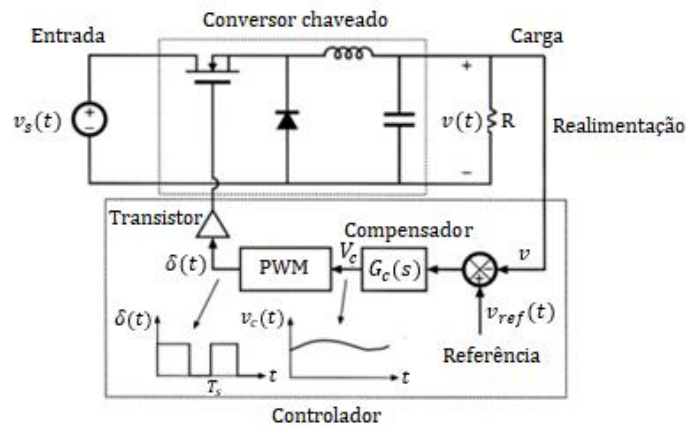 Conversor chaveado
Entrada
Carga
+
v_s(t)
+
−
v(t)
R
−
Realimentação
Transistor
Compensador
δ(t)
PWM
V_c
G_c(s)
−
v
+
v_ref(t)
δ(t)
v_c(t)
T_s
t
t
Referência
Controlador